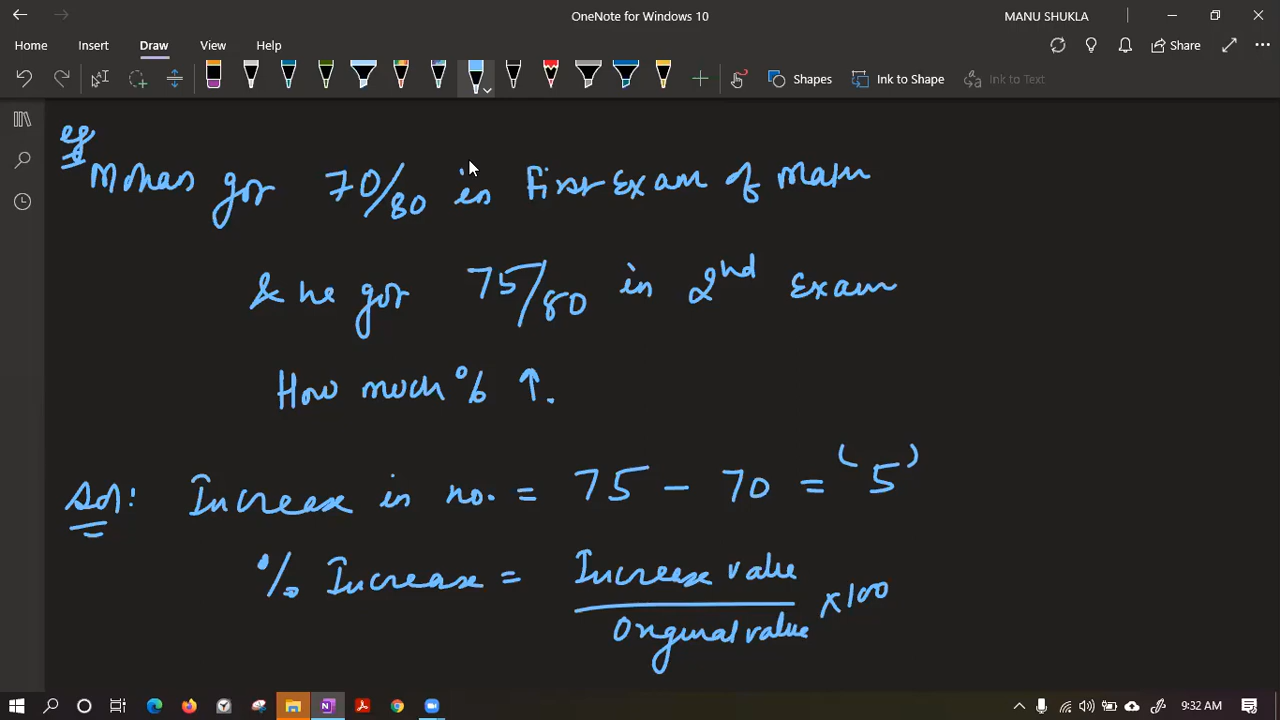 OneNote for Windows 10
MANU SHUKLA
Home Insert Draw View Help
Share
Shapes Ink to Shape Ink to Text
eg
Mohan got 70/80 in first Exam of Math
& he got 75/80 in 2nd Exam
How much % ↑.
Sol: Increase in no. = 75 - 70 = (5)
% Increase = Increase value / Original value x100
9:32 AM